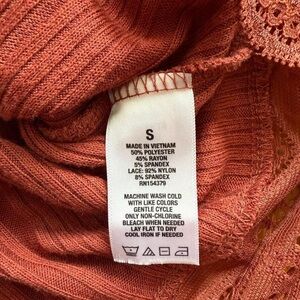 S
MADE IN VIETNAM
50% POLYESTER
45% RAYON
5% SPANDEX
LACE: 92% NYLON
8% SPANDEX
RN154379
MACHINE WASH COLD
WITH LIKE COLORS
GENTLE CYCLE
ONLY NON-CHLORINE
BLEACH WHEN NEEDED
LAY FLAT TO DRY
COOL IRON IF NEEDED